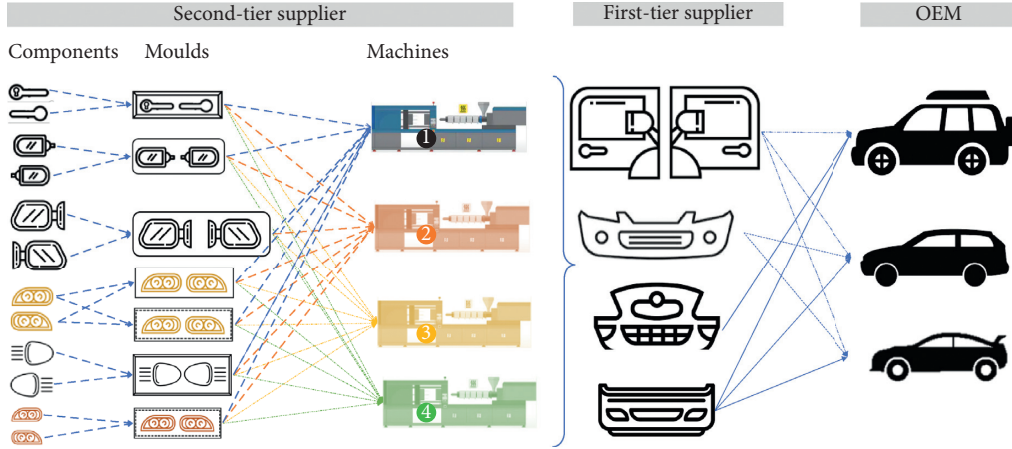 Second-tier supplier
First-tier supplier
OEM
Components
Moulds
Machines
1
2
3
4